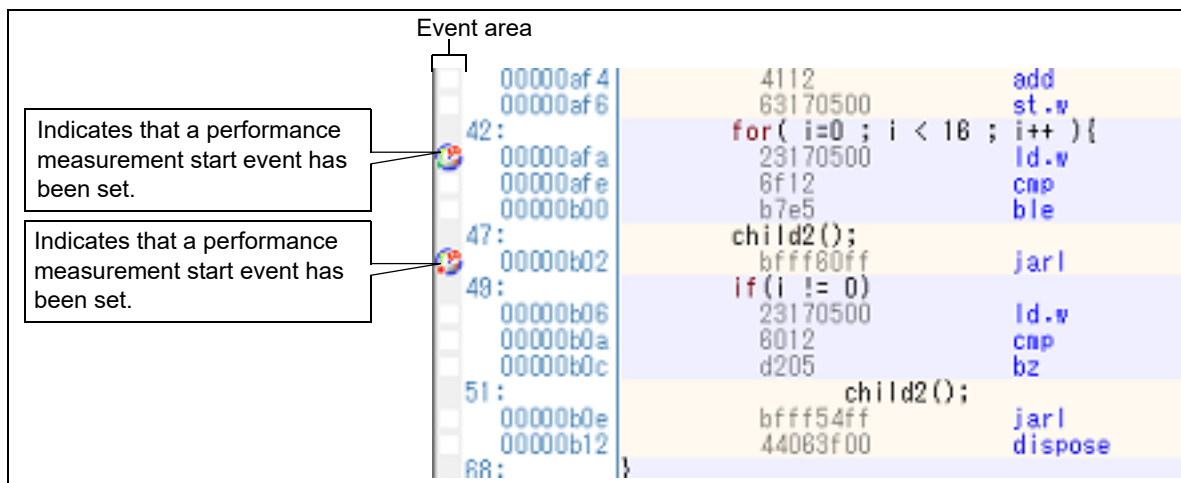 Event area
Indicates that a performance
measurement start event has
been set.
Indicates that a performance
measurement start event has
been set.
00000af4 4112 add
00000af6 63170500 st.w
42: for( i=0 ; i < 16 ; i++ ){
00000afa 23170500 ld.w
00000afe 6f12 cmp
00000b00 b7e5 ble
47: child2();
00000b02 bfff60ff jarl
49: if(i != 0)
00000b06 23170500 ld.w
00000b0a 6012 cmp
00000b0c d205 bz
51: child2();
00000b0e bfff54ff jarl
00000b12 44063f00 dispose
68: }